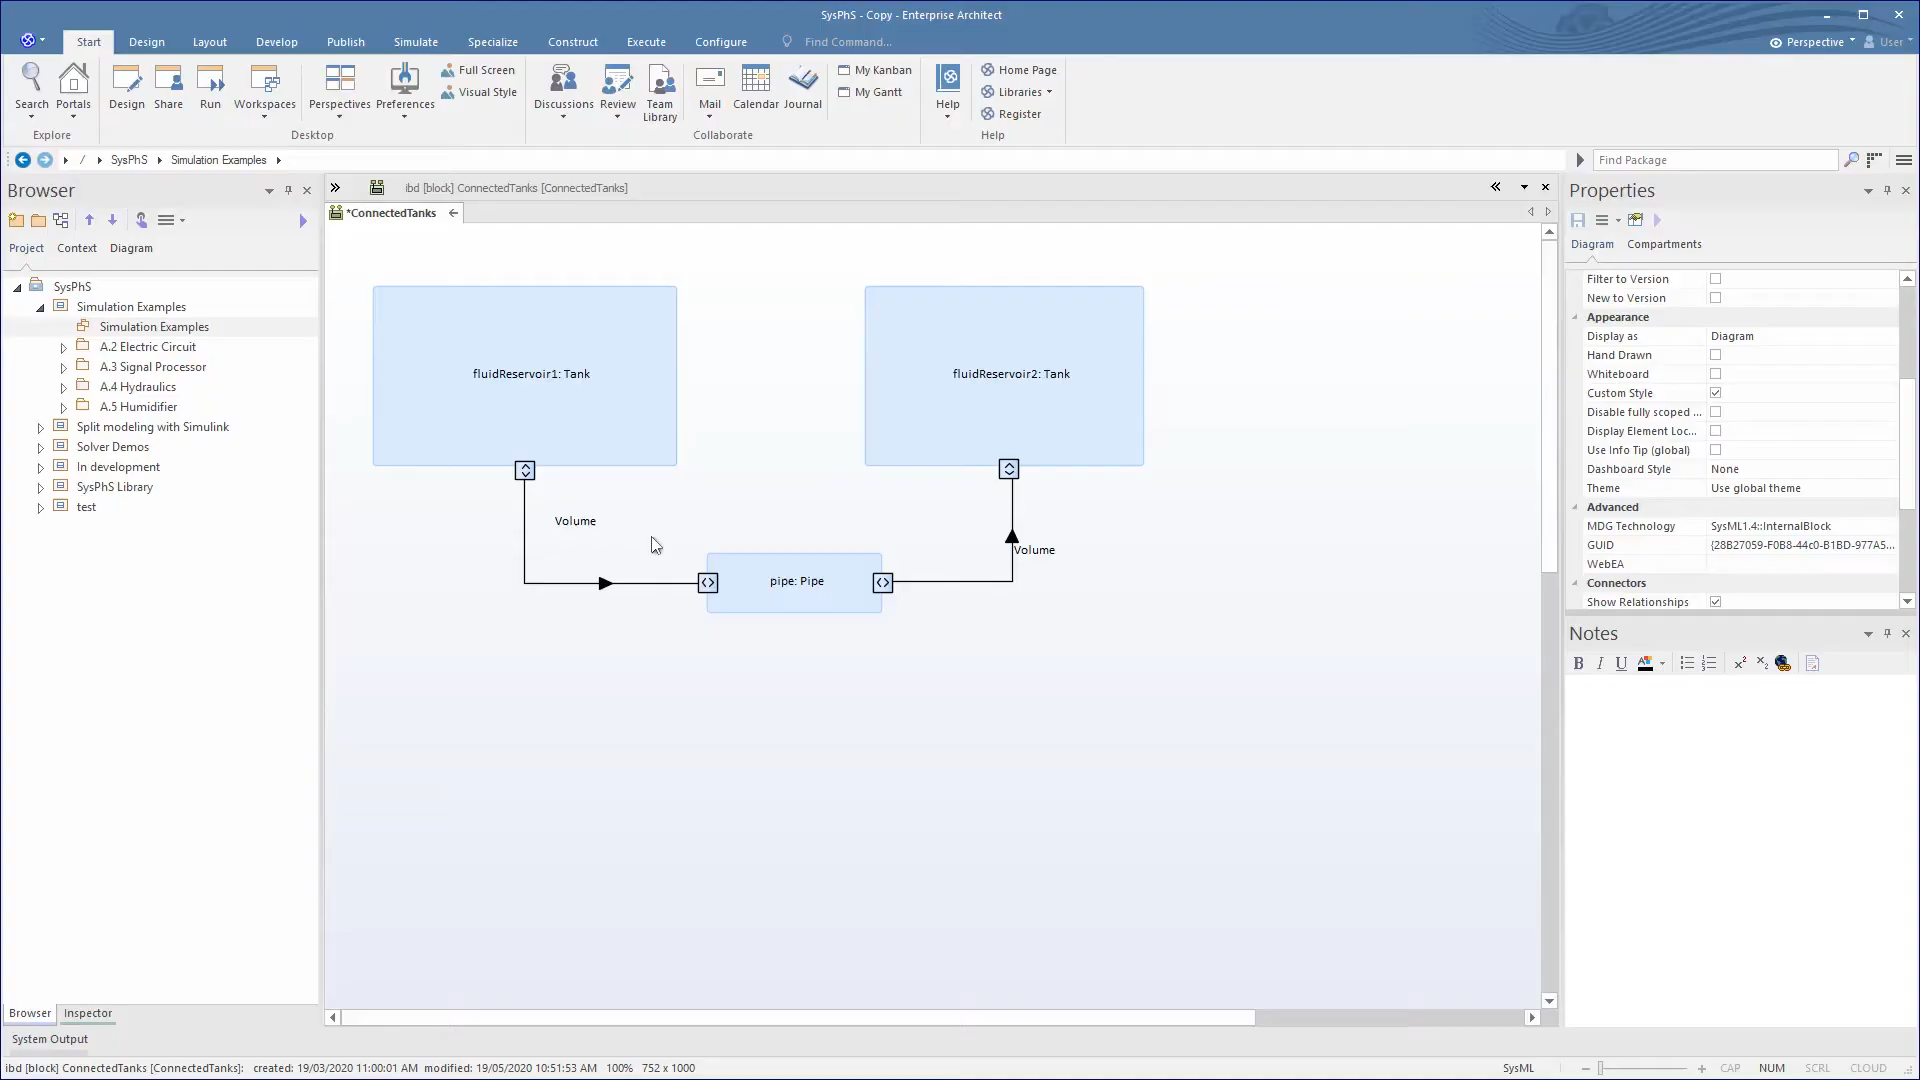 SysPhS - Copy - Enterprise Architect
Start Design Layout Develop Publish Simulate Specialize Construct Execute Configure Find Command... Perspective User
Search Portals Design Share Run Workspaces Perspectives Preferences Full Screen Visual Style Discussions Review Team Library Mail Calendar Journal My Kanban My Gantt Help Home Page Libraries Register
Explore Desktop Collaborate Help
/ SysPhS Simulation Examples Find Package
Browser
Project Context Diagram
SysPhS
Simulation Examples
Simulation Examples
A.2 Electric Circuit
A.3 Signal Processor
A.4 Hydraulics
A.5 Humidifier
Split modeling with Simulink
Solver Demos
In development
SysPhS Library
test
Browser Inspector
System Output
ibd [block] ConnectedTanks [ConnectedTanks]
*ConnectedTanks
fluidReservoir1: Tank
fluidReservoir2: Tank
Volume
Volume
pipe: Pipe
Properties
Diagram Compartments
Filter to Version
New to Version
Appearance
Display as Diagram
Hand Drawn
Whiteboard
Custom Style
Disable fully scoped ...
Display Element Loc...
Use Info Tip (global)
Dashboard Style None
Theme Use global theme
Advanced
MDG Technology SysML1.4::InternalBlock
GUID {28B27059-F0B8-44c0-B1BD-977A5...
WebEA
Connectors
Show Relationships
Notes
B I U A x² x₂
ibd [block] ConnectedTanks [ConnectedTanks]: created: 19/03/2020 11:00:01 AM modified: 19/05/2020 10:51:53 AM 100% 752 x 1000 SysML CAP NUM SCRL CLOUD